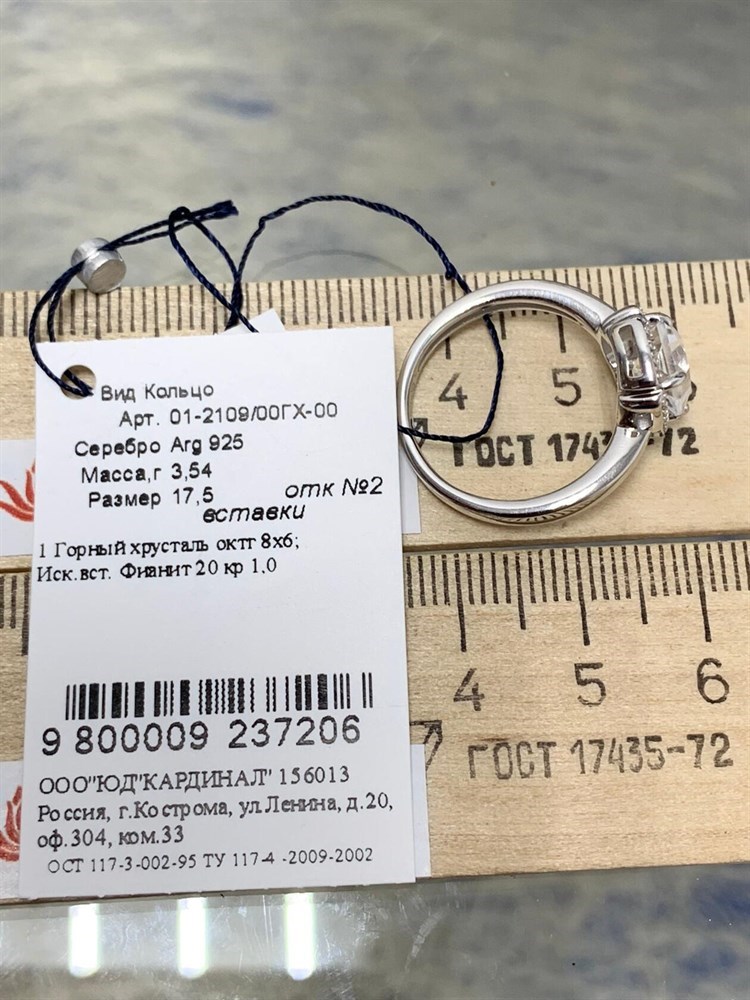 Вид Кольцо
Арт. 01-2109/00ГХ-00
Серебро Arg 925
Масса,г 3,54
Размер 17,5
отк №2
вставки
1 Горный хрусталь октг 8х6;
Иск.вст. Фианит 20 кр 1,0
9 800009 237206
ООО"ЮД"КАРДИНАЛ" 156013
Россия, г.Кострома, ул.Ленина, д.20,
оф.304, ком.33
ОСТ 117-3-002-95 ТУ 117-4 -2009-2002
4 5
ГОСТ 1743 -72
4 5 6
ГОСТ 17435-72